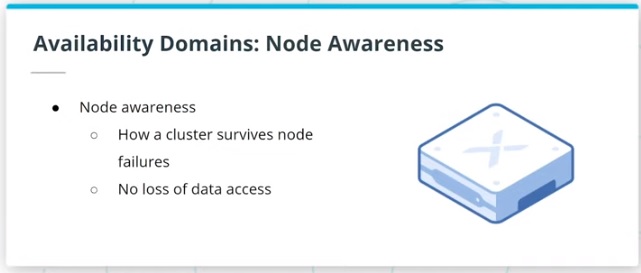 Availability Domains: Node Awareness
● Node awareness
○ How a cluster survives node
failures
○ No loss of data access